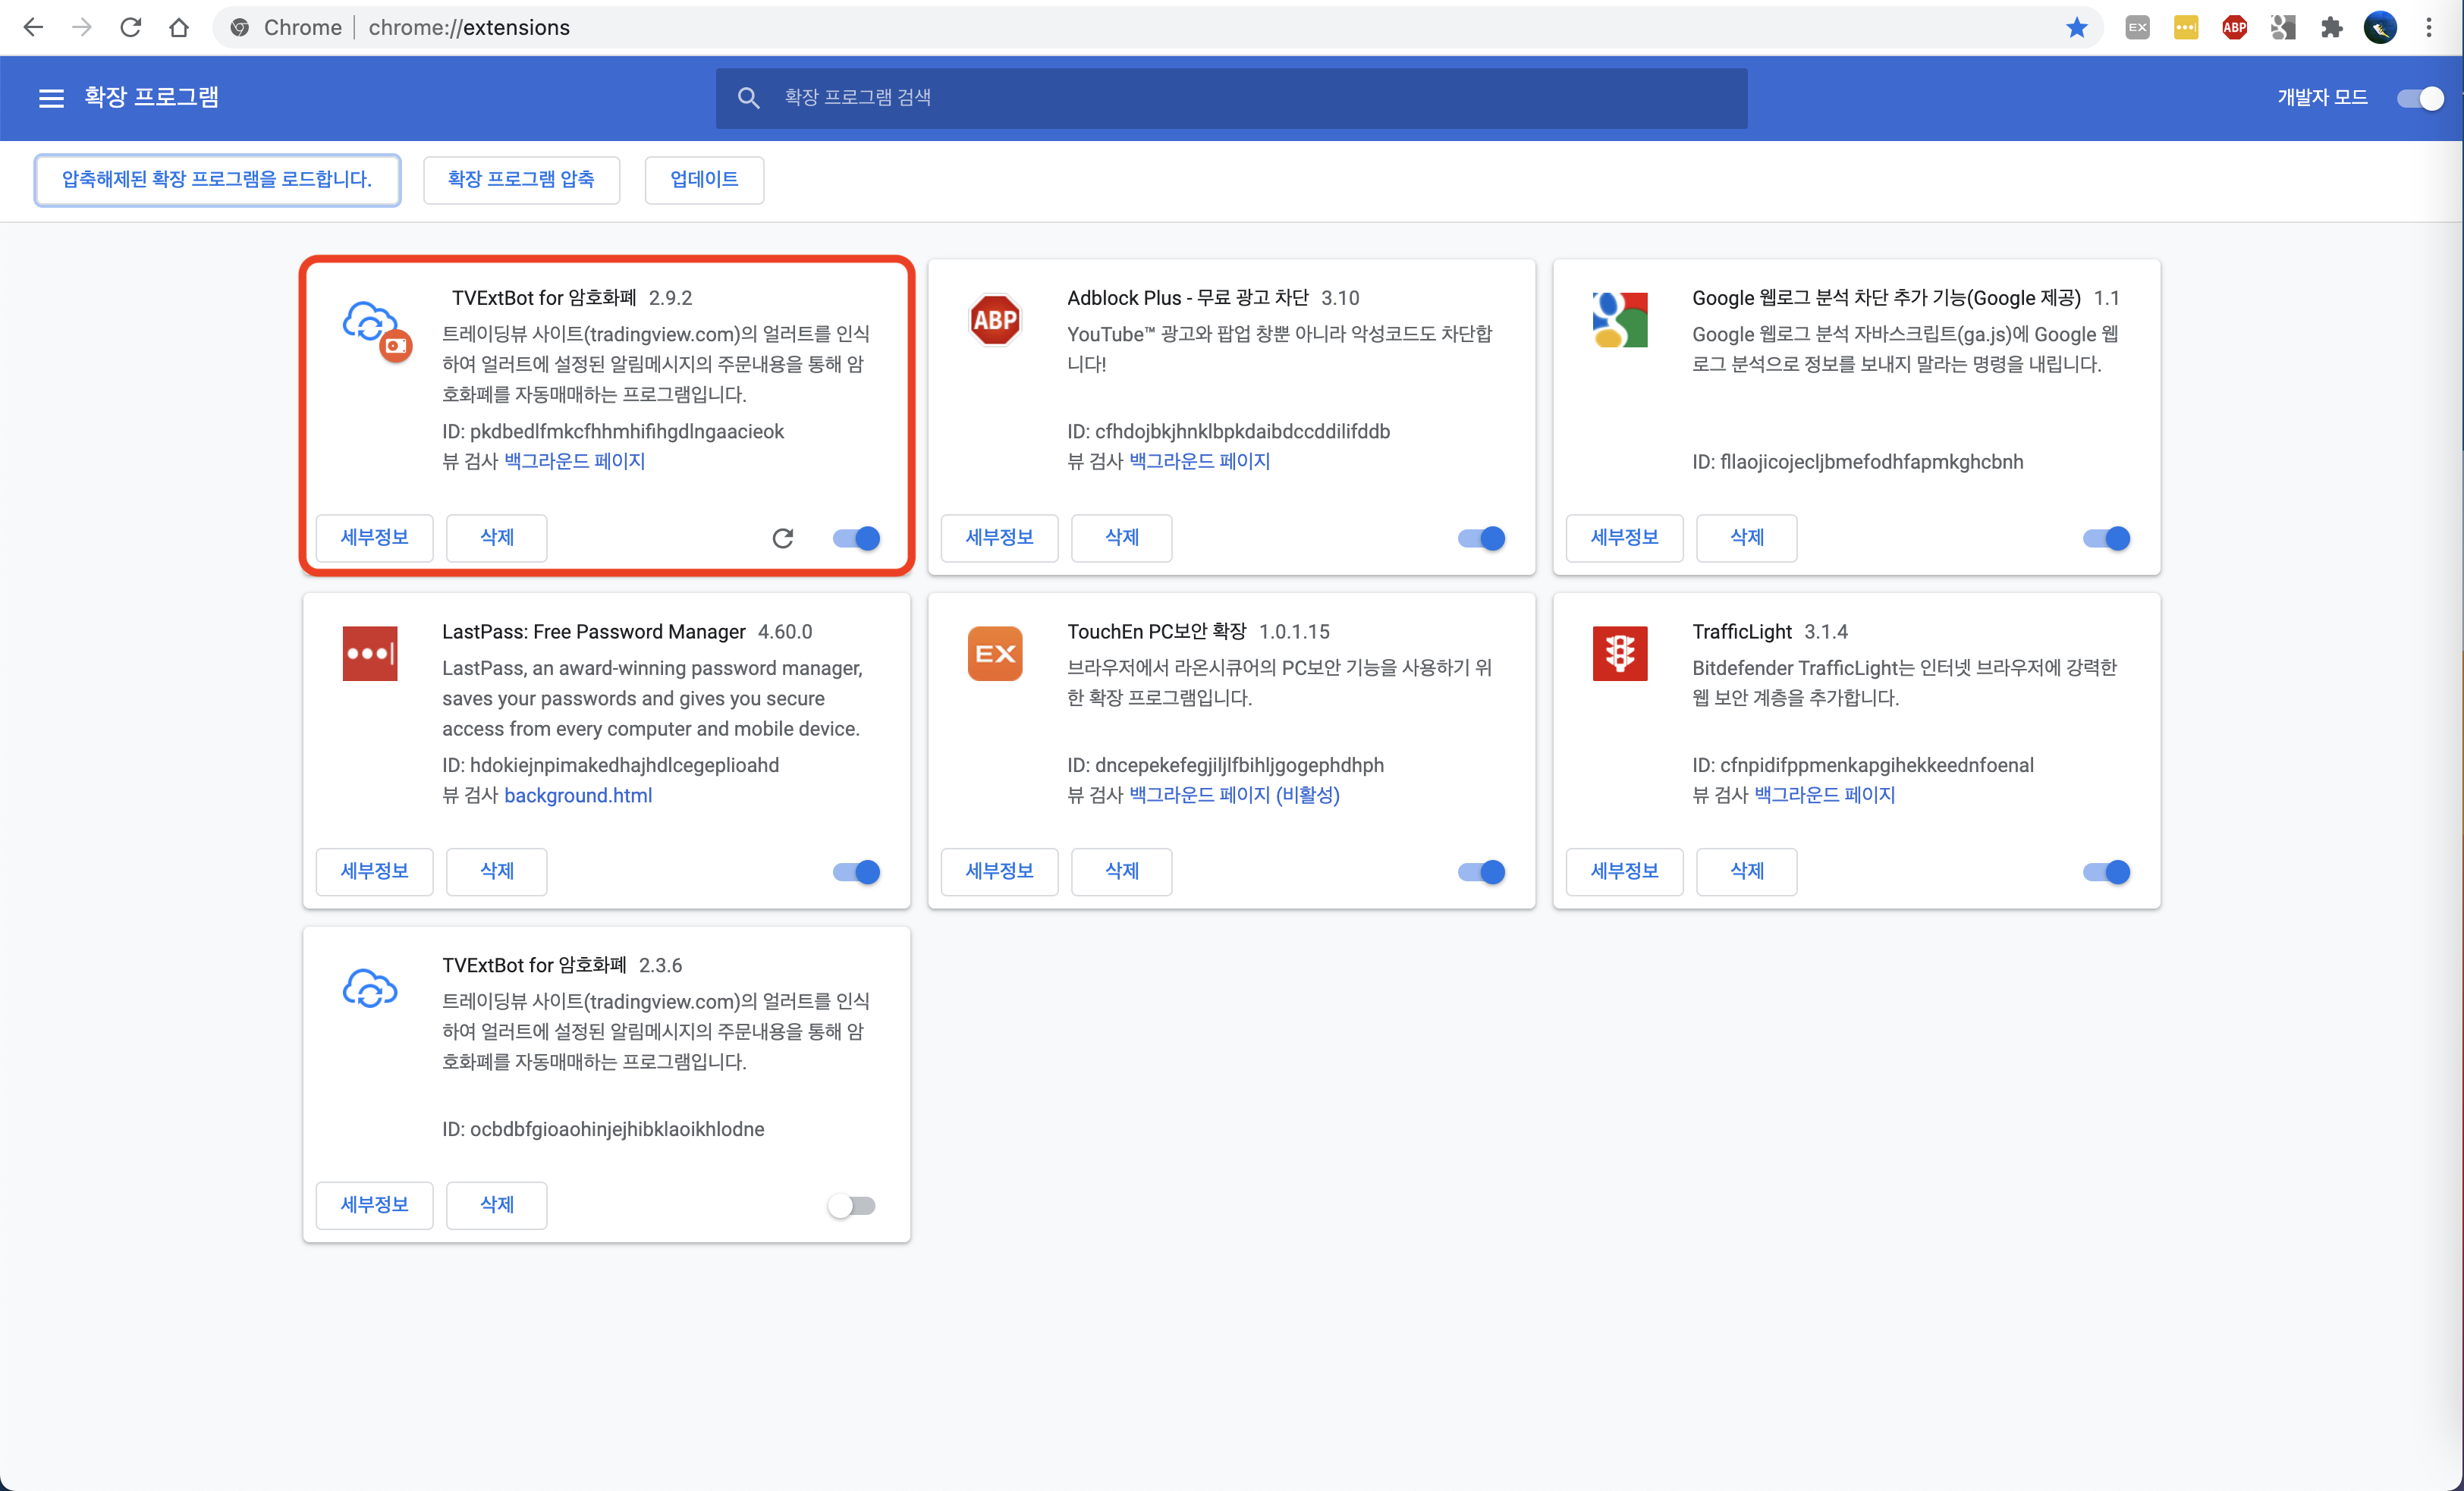 Chrome | chrome://extensions
EX
ABP
확장 프로그램
확장 프로그램 검색
개발자 모드
압축해제된 확장 프로그램을 로드합니다.
확장 프로그램 압축
업데이트
TVExtBot for 암호화폐 2.9.2
트레이딩뷰 사이트(tradingview.com)의 얼러트를 인식
하여 얼러트에 설정된 알림메시지의 주문내용을 통해 암
호화폐를 자동매매하는 프로그램입니다.
ID: pkdbedlfmkcfhhmhifihgdlngaacieok
뷰 검사 백그라운드 페이지
세부정보
삭제
ABP
Adblock Plus - 무료 광고 차단 3.10
YouTube™ 광고와 팝업 창뿐 아니라 악성코드도 차단합
니다!
ID: cfhdojbkjhnklbpkdaibdccddilifddb
뷰 검사 백그라운드 페이지
세부정보
삭제
Google 웹로그 분석 차단 추가 기능(Google 제공) 1.1
Google 웹로그 분석 자바스크립트(ga.js)에 Google 웹
로그 분석으로 정보를 보내지 말라는 명령을 내립니다.
ID: fllaojicojecljbmefodhfapmkghcbnh
세부정보
삭제
LastPass: Free Password Manager 4.60.0
LastPass, an award-winning password manager,
saves your passwords and gives you secure
access from every computer and mobile device.
ID: hdokiejnpimakedhajhdlcegeplioahd
뷰 검사 background.html
세부정보
삭제
EX
TouchEn PC보안 확장 1.0.1.15
브라우저에서 라온시큐어의 PC보안 기능을 사용하기 위
한 확장 프로그램입니다.
ID: dncepekefegjiljlfbihljgogephdhph
뷰 검사 백그라운드 페이지 (비활성)
세부정보
삭제
TrafficLight 3.1.4
Bitdefender TrafficLight는 인터넷 브라우저에 강력한
웹 보안 계층을 추가합니다.
ID: cfnpidifppmenkapgihekkeednfoenal
뷰 검사 백그라운드 페이지
세부정보
삭제
TVExtBot for 암호화폐 2.3.6
트레이딩뷰 사이트(tradingview.com)의 얼러트를 인식
하여 얼러트에 설정된 알림메시지의 주문내용을 통해 암
호화폐를 자동매매하는 프로그램입니다.
ID: ocbdbfgioaohinjejhibklaoikhlodne
세부정보
삭제